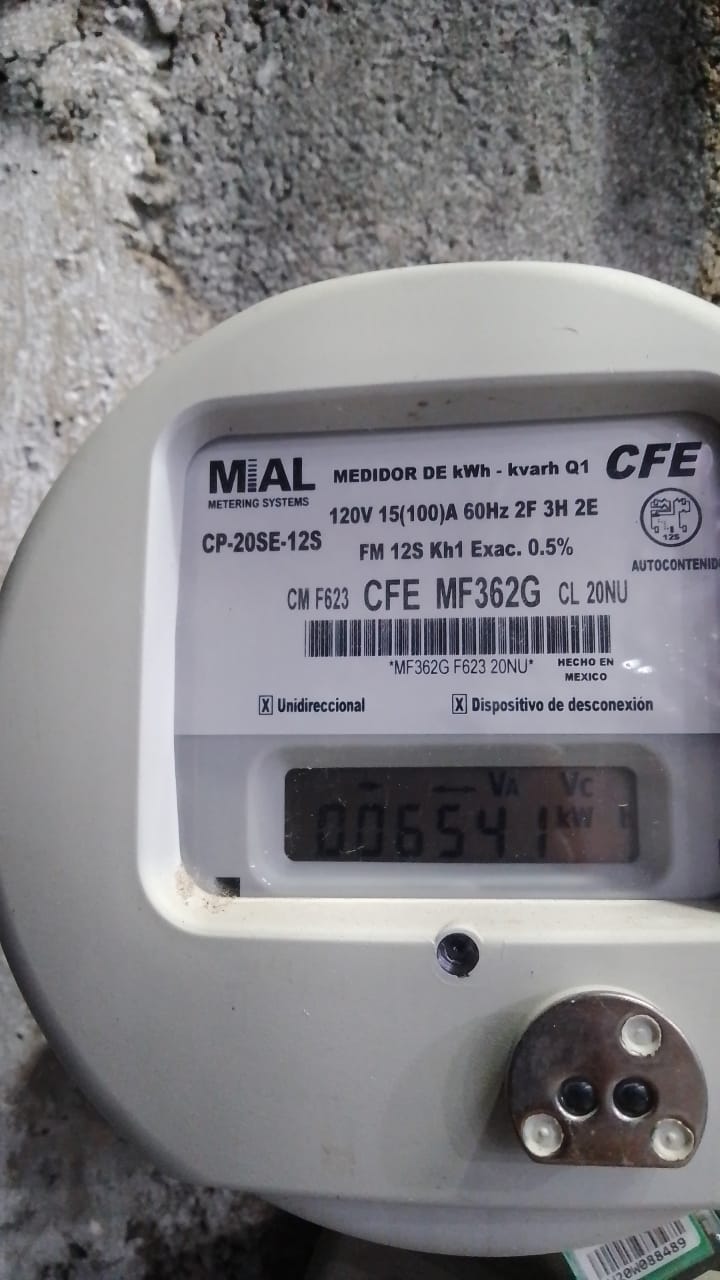 MIAL
METERING SYSTEMS
MEDIDOR DE kWh - kvarh Q1
CFE
120V 15(100)A 60Hz 2F 3H 2E
CP-20SE-12S
FM 12S Kh1 Exac. 0.5%
12S
AUTOCONTENID
CM F623 CFE MF362G CL 20NU
*MF362G F623 20NU*
HECHO EN
MEXICO
X Unidireccional
X Dispositivo de desconexión
VA VC
006541 kW h
20W088489